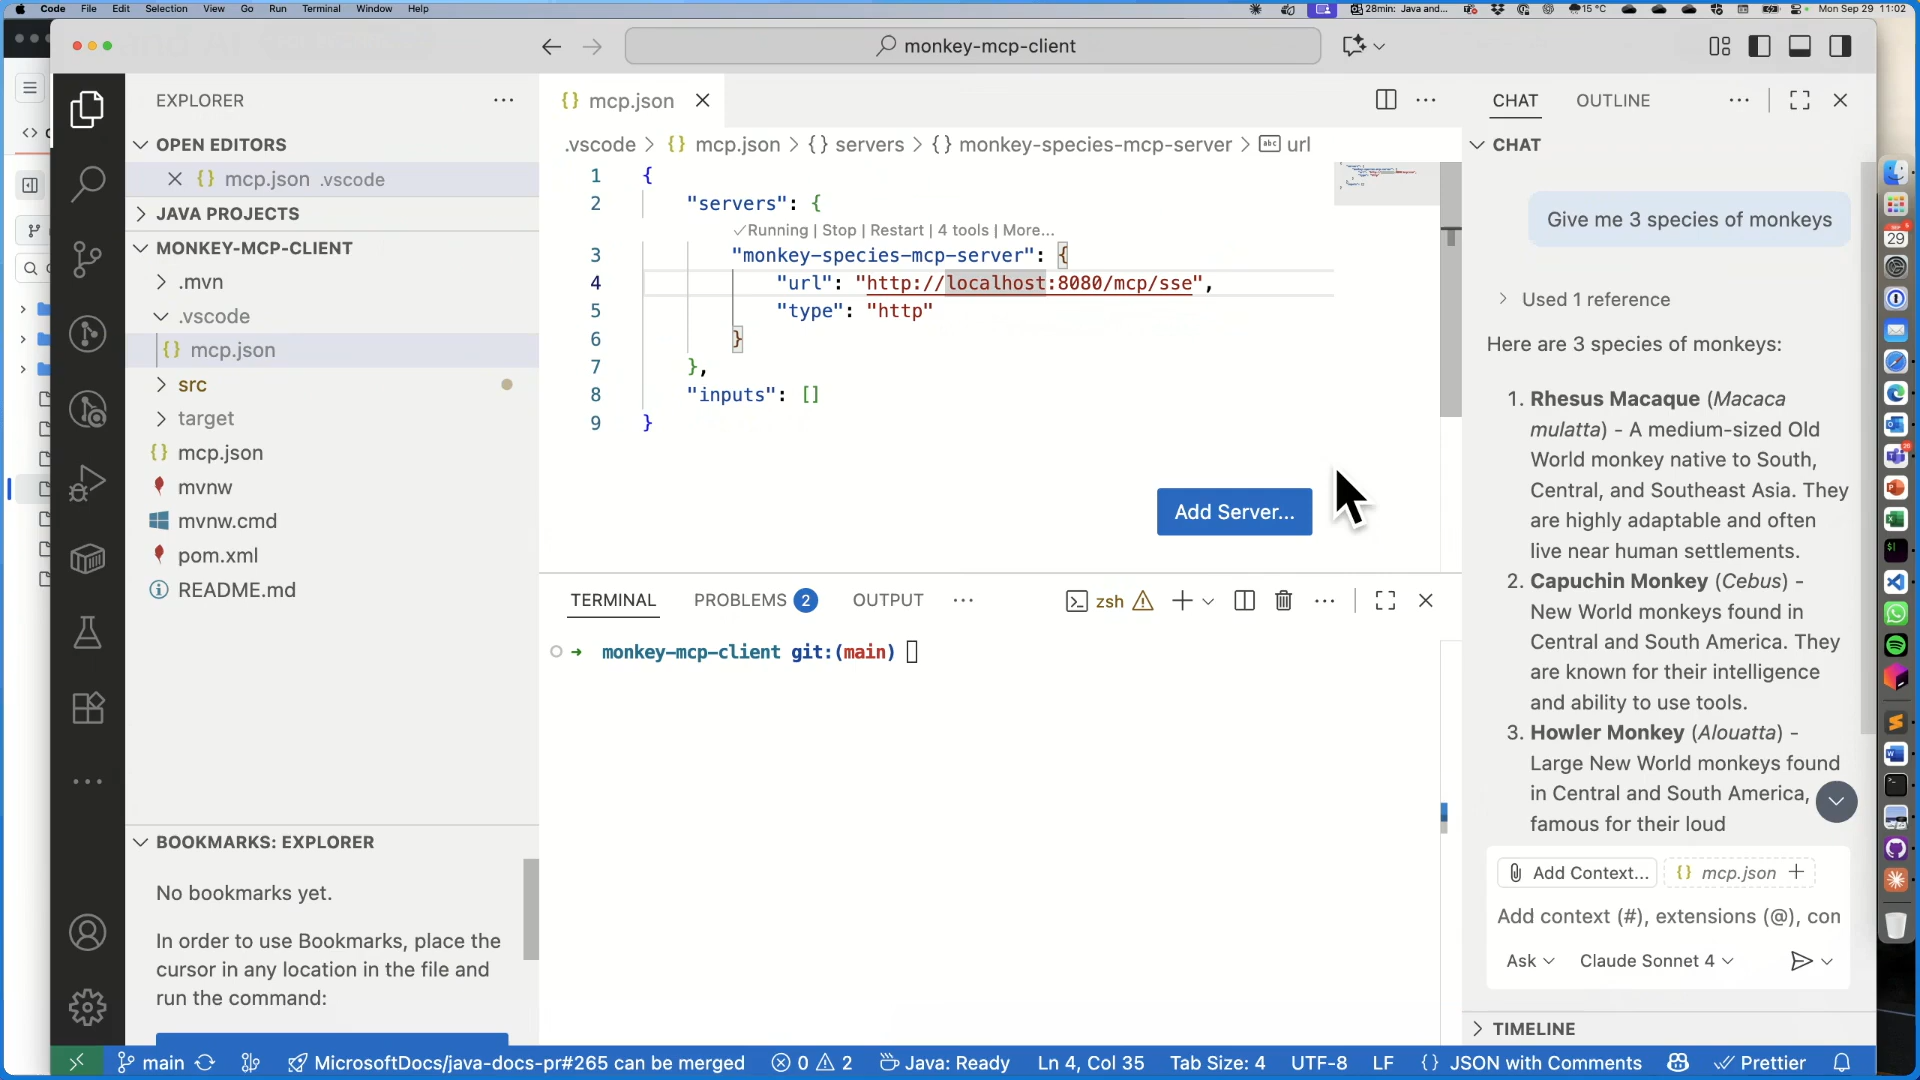 Code File Edit Selection View Go Run Terminal Window Help
28min: Java and... 15°C Mon Sep 29 11:02
monkey-mcp-client
EXPLORER
OPEN EDITORS
mcp.json .vscode
JAVA PROJECTS
MONKEY-MCP-CLIENT
.mvn
.vscode
mcp.json
src
target
mcp.json
mvnw
mvnw.cmd
pom.xml
README.md
BOOKMARKS: EXPLORER
No bookmarks yet.
In order to use Bookmarks, place the
cursor in any location in the file and
run the command:
mcp.json
.vscode > {} mcp.json > {} servers > {} monkey-species-mcp-server > abc url
1 {
2 "servers": {
✓Running | Stop | Restart | 4 tools | More...
3 "monkey-species-mcp-server": {
4 "url": "http://localhost:8080/mcp/sse",
5 "type": "http"
6 }
7 },
8 "inputs": []
9 }
Add Server...
TERMINAL PROBLEMS 2 OUTPUT
zsh
monkey-mcp-client git:(main)
CHAT OUTLINE
CHAT
Give me 3 species of monkeys
Used 1 reference
Here are 3 species of monkeys:
1. Rhesus Macaque (Macaca
mulatta) - A medium-sized Old
World monkey native to South,
Central, and Southeast Asia. They
are highly adaptable and often
live near human settlements.
2. Capuchin Monkey (Cebus) -
New World monkeys found in
Central and South America. They
are known for their intelligence
and ability to use tools.
3. Howler Monkey (Alouatta) -
Large New World monkeys found
in Central and South America,
famous for their loud
Add Context... {} mcp.json +
Add context (#), extensions (@), con
Ask Claude Sonnet 4
TIMELINE
main MicrosoftDocs/java-docs-pr#265 can be merged 0 2 Java: Ready Ln 4, Col 35 Tab Size: 4 UTF-8 LF {} JSON with Comments Prettier